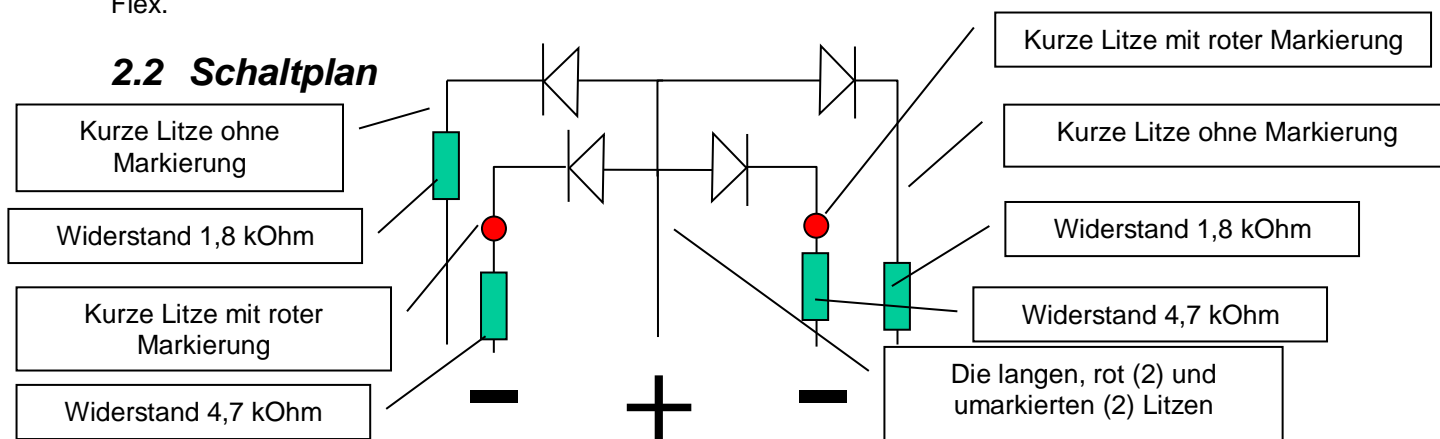 Flex.
2.2 Schaltplan
Kurze Litze ohne
Markierung
Widerstand 1,8 kOhm
Kurze Litze mit roter
Markierung
Widerstand 4,7 kOhm
Kurze Litze mit roter Markierung
Kurze Litze ohne Markierung
Widerstand 1,8 kOhm
Widerstand 4,7 kOhm
Die langen, rot (2) und
umarkierten (2) Litzen
− + −